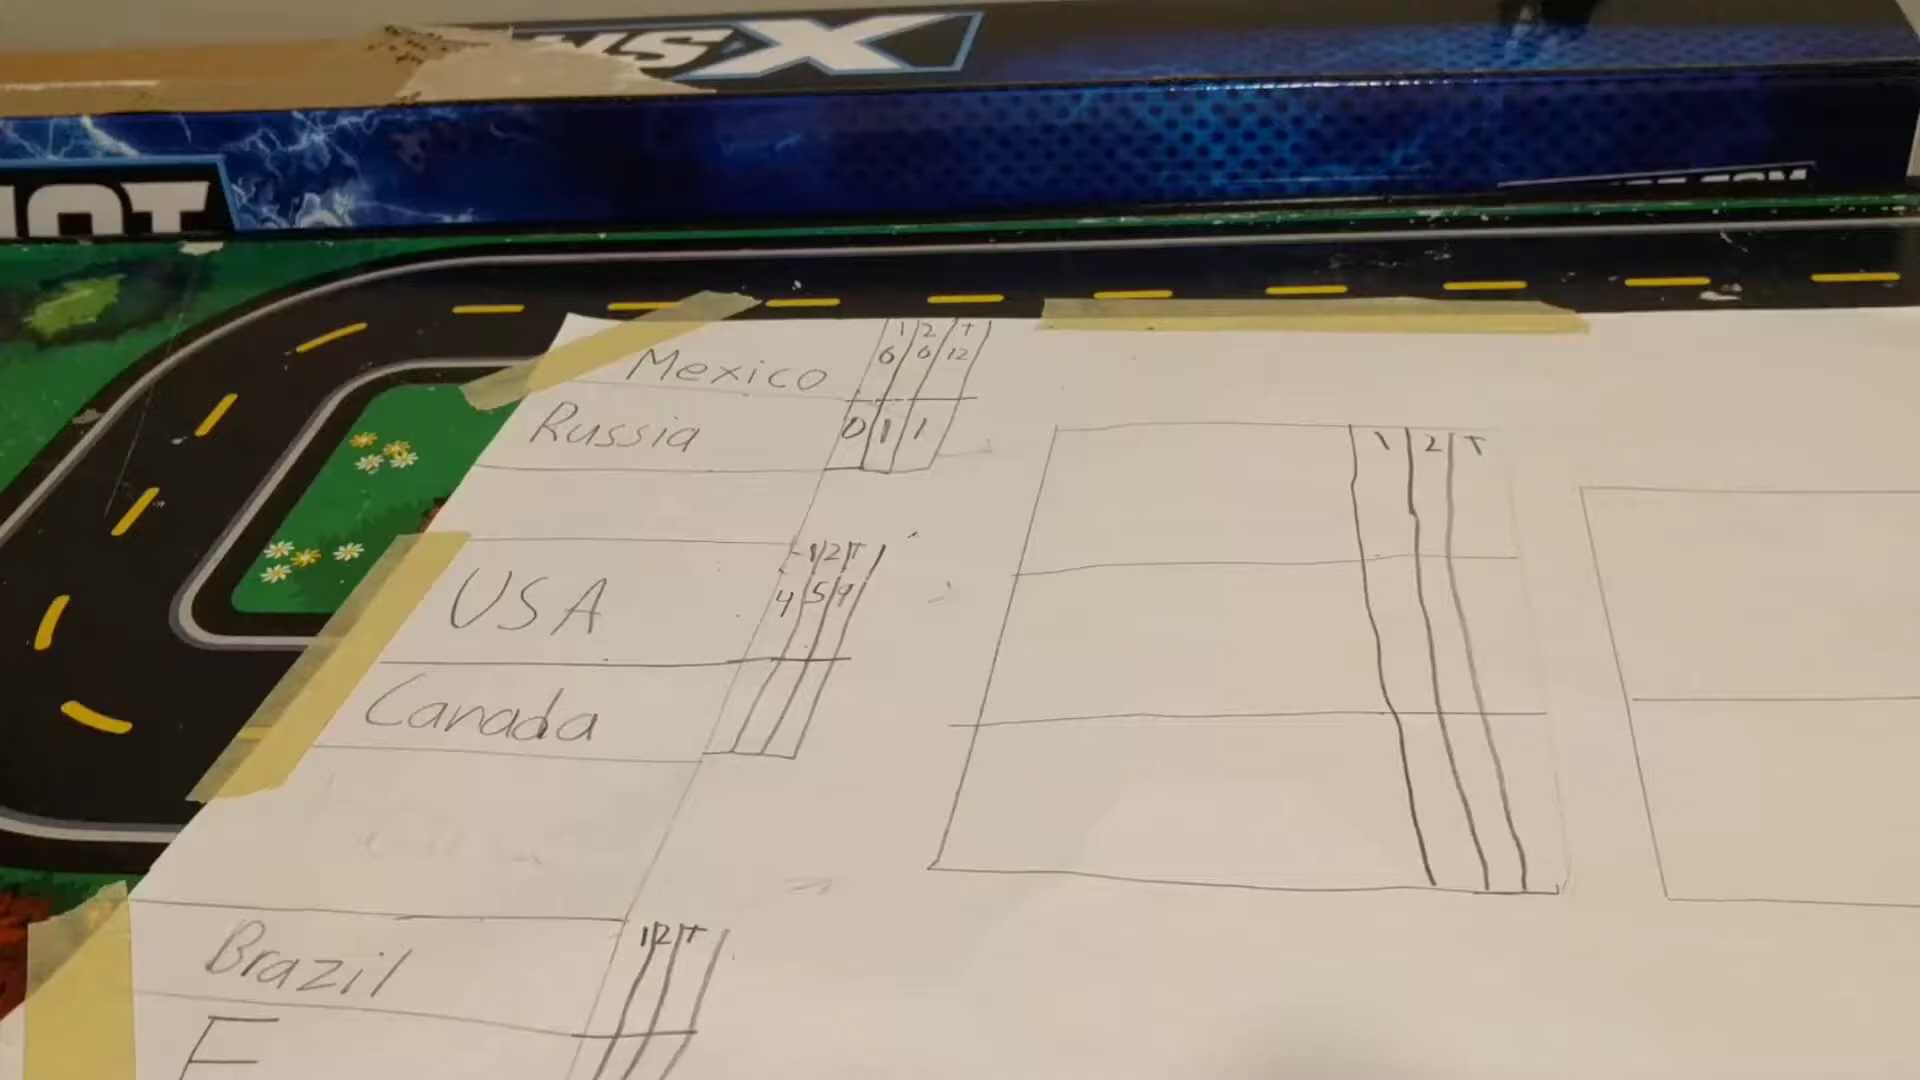 X
1 2 T
Mexico 6 6 12
Russia 0 1 1
1 2 T
USA 4 5 9
Canada
1 2 T
Brazil
1 2 T